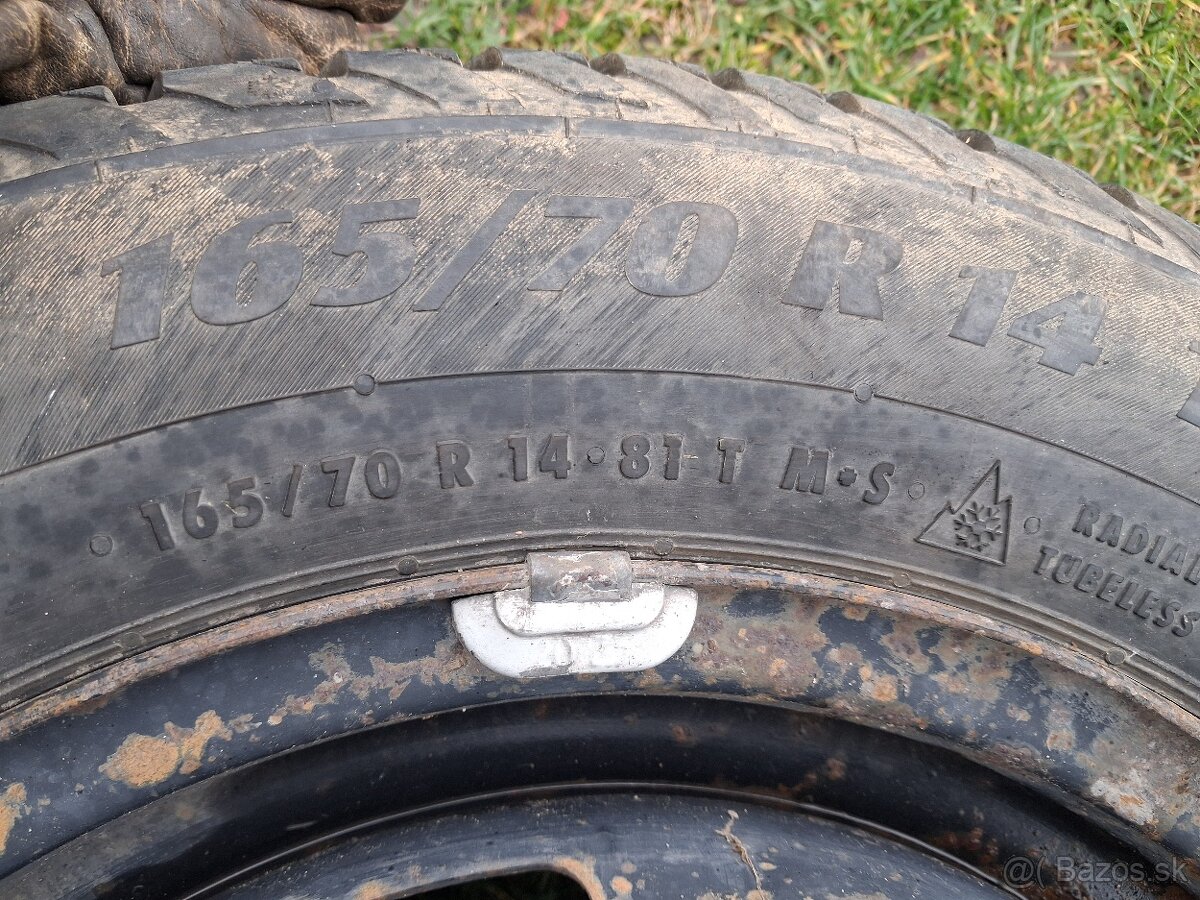 165/70 R 14
165/70 R 14 • 81 T M+S
RADIAL
TUBELESS
@( Bazos.sk